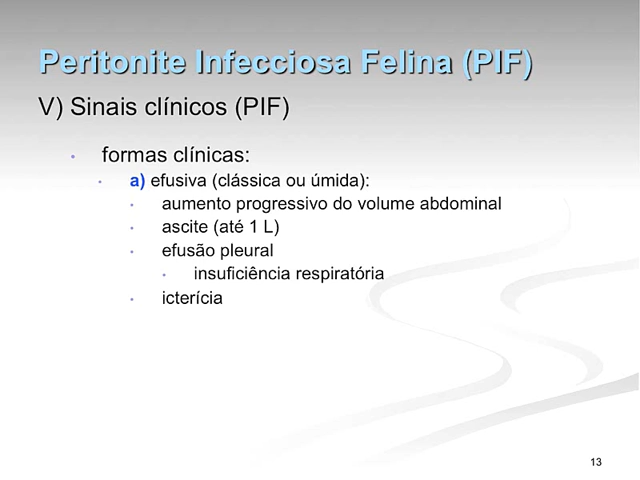 Peritonite Infecciosa Felina (PIF)
V) Sinais clínicos (PIF)
formas clínicas:
a) efusiva (clássica ou úmida):
aumento progressivo do volume abdominal
ascite (até 1 L)
efusão pleural
insuficiência respiratória
icterícia
13